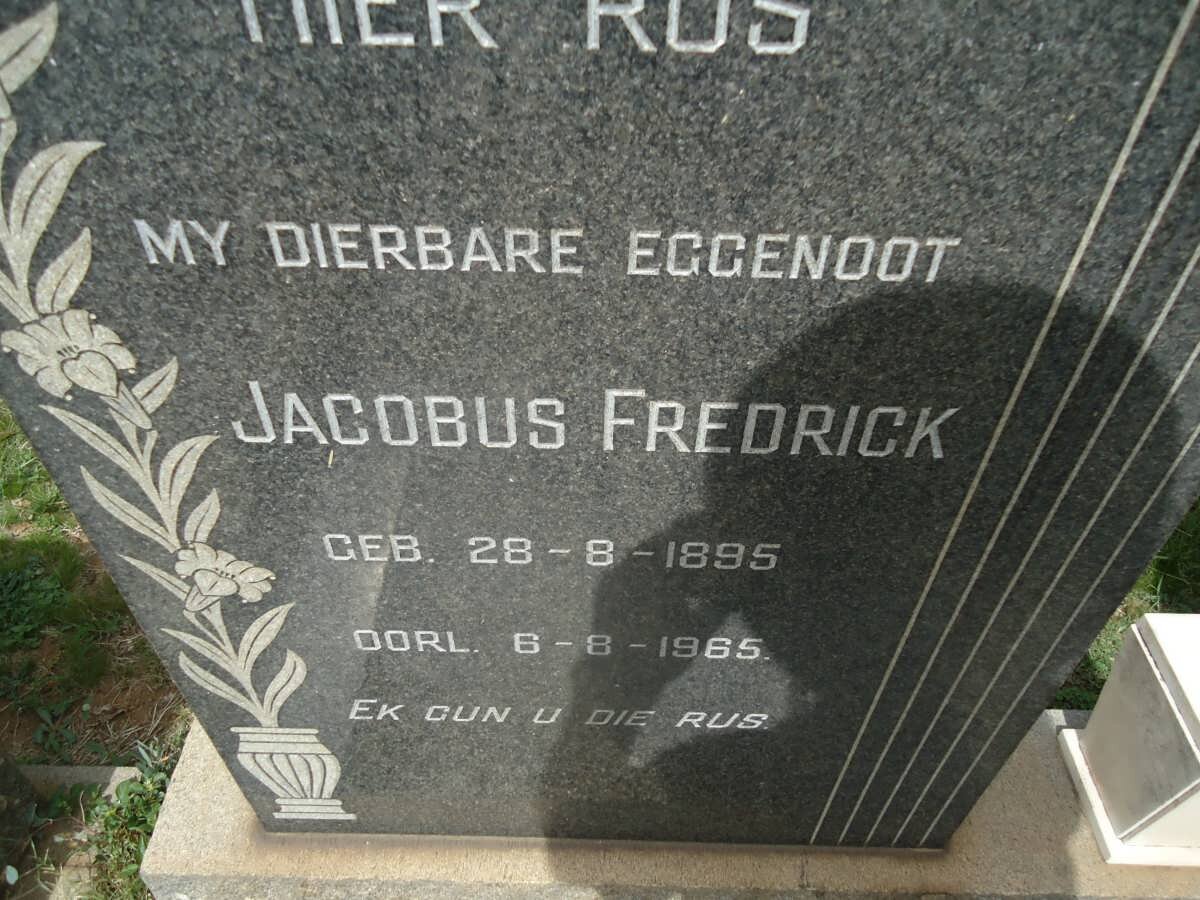 HIER RUS
MY DIERBARE EGGENOOT
JACOBUS FREDRICK
GEB. 28-8-1895
OORL. 6-8-1965.
EK GUN U DIE RUS.